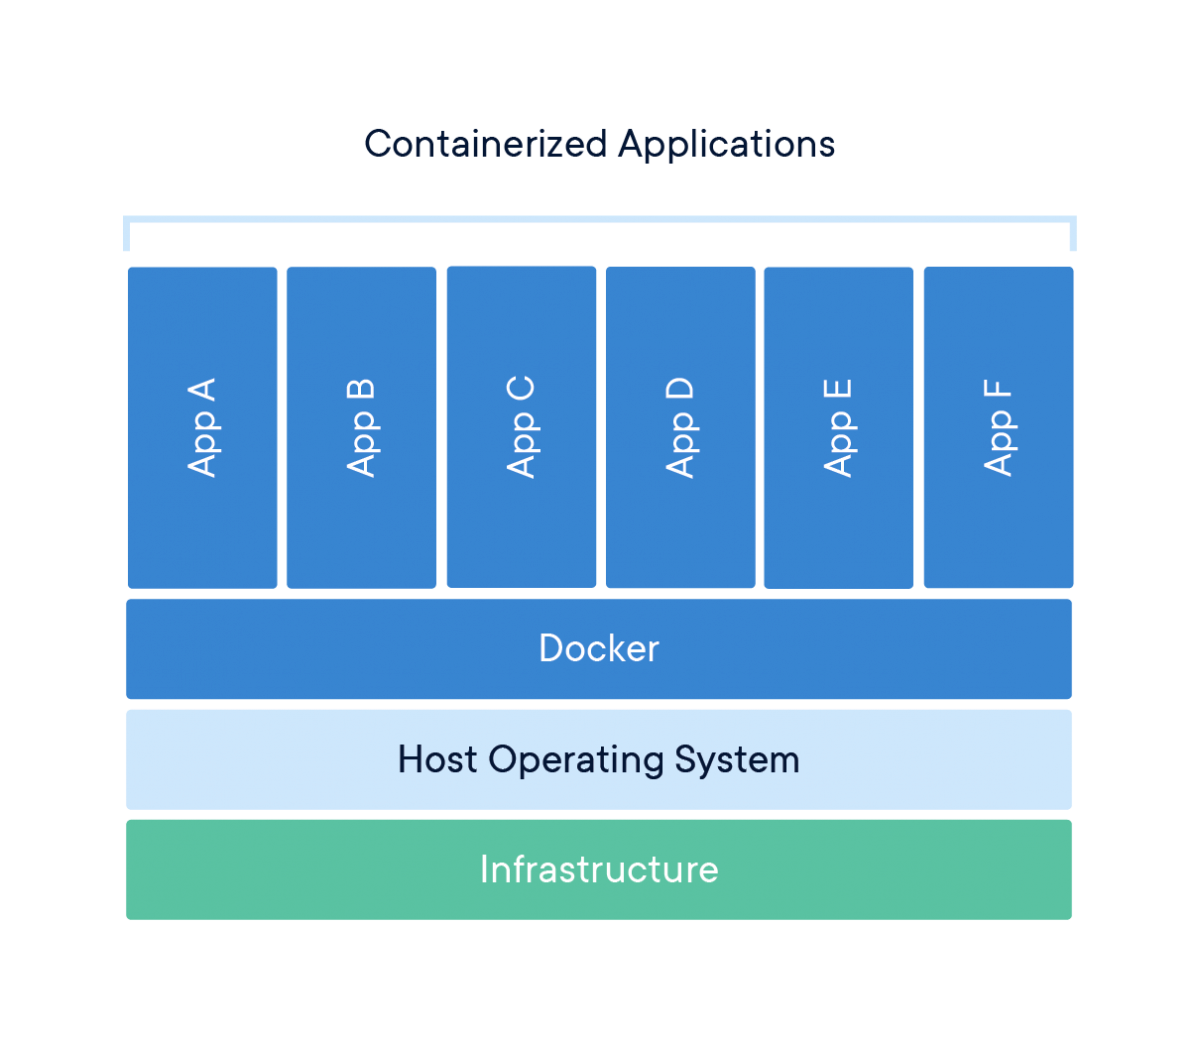 Containerized Applications
App A
App B
App C
App D
App E
App F
Docker
Host Operating System
Infrastructure